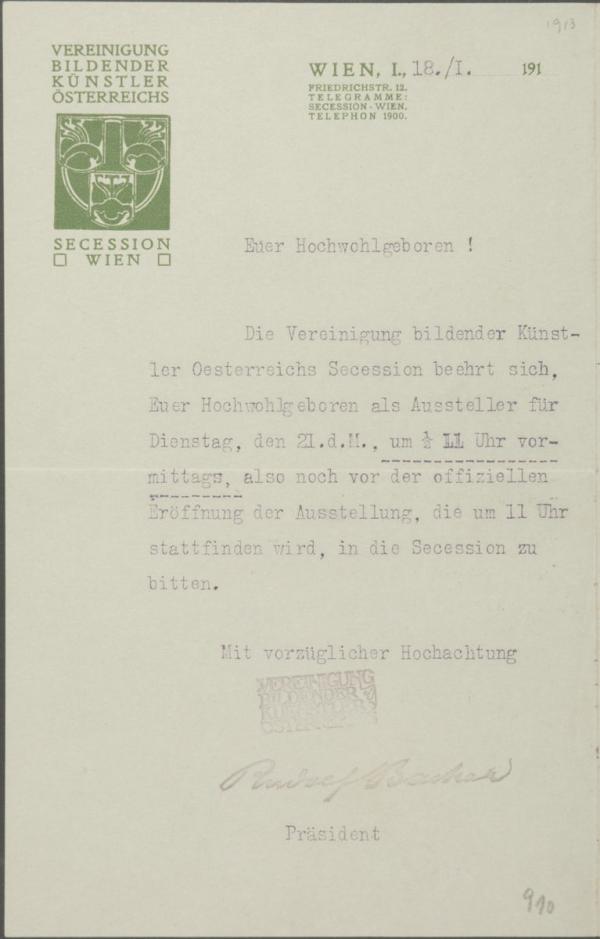 1913
VEREINIGUNG
BILDENDER
KÜNSTLER
ÖSTERREICHS
SECESSION
WIEN
WIEN, I., 18./I. 191
FRIEDRICHSTR. 12.
TELEGRAMME:
SECESSION-WIEN.
TELEPHON 1900.
Euer Hochwohlgeboren !
Die Vereinigung bildender Künst-
ler Oesterreichs Secession beehrt sich,
Euer Hochwohlgeboren als Aussteller für
Dienstag, den 21.d.M., um ½ 11 Uhr vor-
mittags, also noch vor der offiziellen
Eröffnung der Ausstellung, die um 11 Uhr
stattfinden wird, in die Secession zu
bitten.
Mit vorzüglicher Hochachtung
VEREINIGUNG
BILDENDER
KÜNSTLER
Rudolf Bacher
Präsident
910